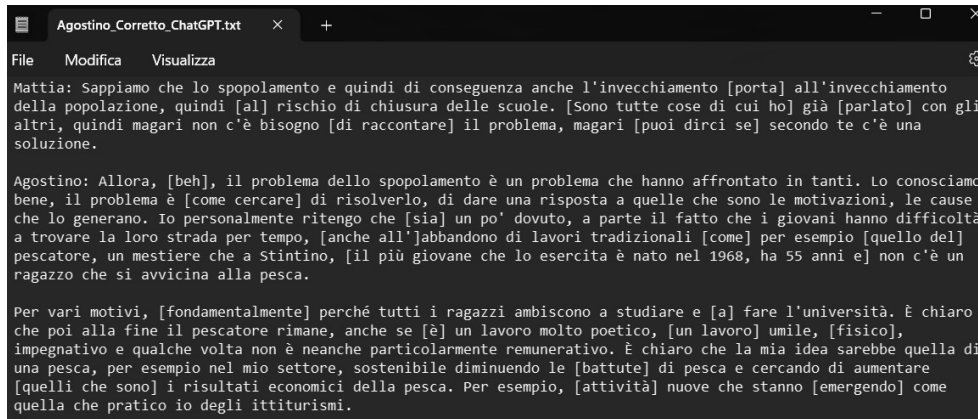 Agostino_Corretto_ChatGPT.txt
File Modifica Visualizza
Mattia: Sappiamo che lo spopolamento e quindi di conseguenza anche l'invecchiamento [porta] all'invecchiamento
della popolazione, quindi [al] rischio di chiusura delle scuole. [Sono tutte cose di cui ho] già [parlato] con gli
altri, quindi magari non c'è bisogno [di raccontare] il problema, magari [puoi dirci se] secondo te c'è una
soluzione.
Agostino: Allora, [beh], il problema dello spopolamento è un problema che hanno affrontato in tanti. Lo conosciamo
bene, il problema è [come cercare] di risolverlo, di dare una risposta a quelle che sono le motivazioni, le cause
che lo generano. Io personalmente ritengo che [sia] un po' dovuto, a parte il fatto che i giovani hanno difficoltà
a trovare la loro strada per tempo, [anche all']abbandono di lavori tradizionali [come] per esempio [quello del]
pescatore, un mestiere che a Stintino, [il più giovane che lo esercita è nato nel 1968, ha 55 anni e] non c'è un
ragazzo che si avvicina alla pesca.
Per vari motivi, [fondamentalmente] perché tutti i ragazzi ambiscono a studiare e [a] fare l'università. È chiaro
che poi alla fine il pescatore rimane, anche se [è] un lavoro molto poetico, [un lavoro] umile, [fisico],
impegnativo e qualche volta non è neanche particolarmente remunerativo. È chiaro che la mia idea sarebbe quella di
una pesca, per esempio nel mio settore, sostenibile diminuendo le [battute] di pesca e cercando di aumentare
[quelli che sono] i risultati economici della pesca. Per esempio, [attività] nuove che stanno [emergendo] come
quella che pratico io degli ittiturismi.